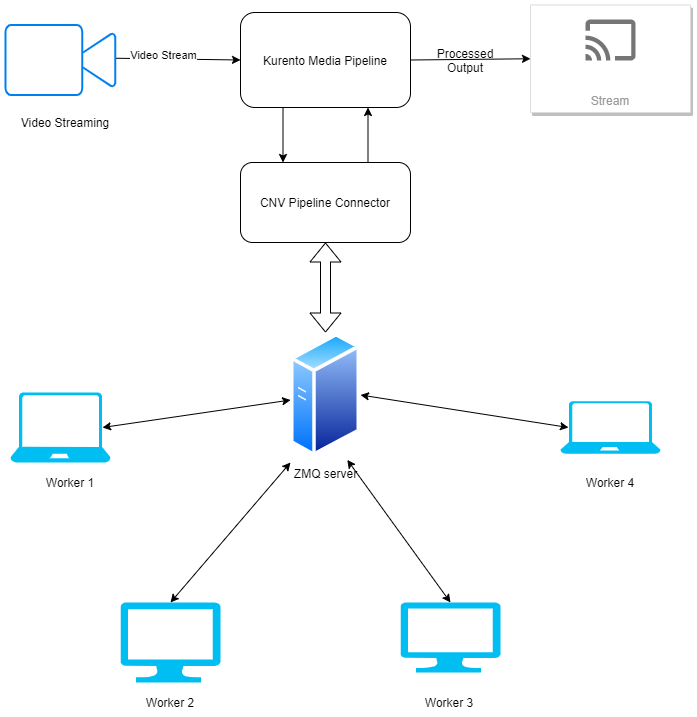 Video Stream
Kurento Media Pipeline
Processed
Output
Stream
Video Streaming
CNV Pipeline Connector
ZMQ server
Worker 1
Worker 4
Worker 2
Worker 3